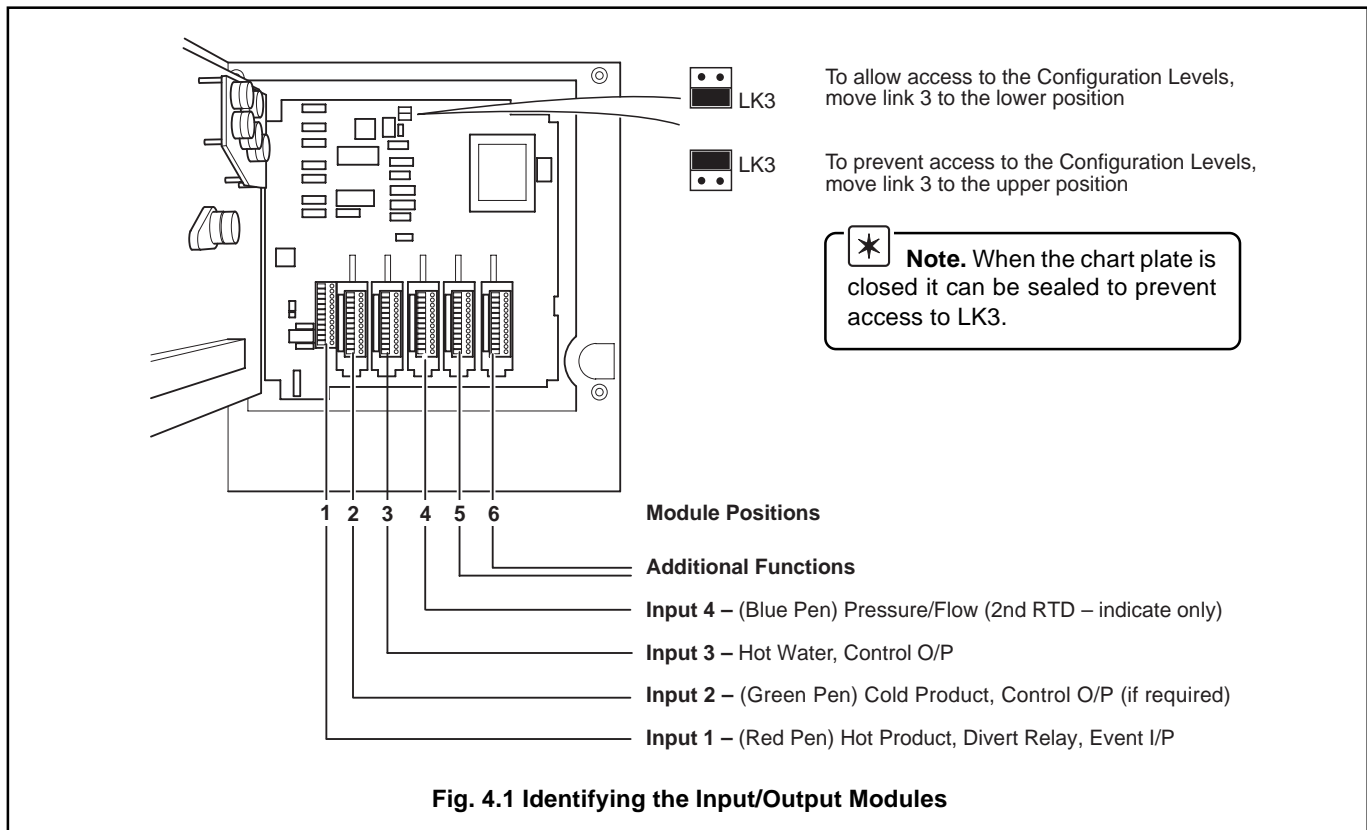 LK3
To allow access to the Configuration Levels,
move link 3 to the lower position
LK3
To prevent access to the Configuration Levels,
move link 3 to the upper position
Note. When the chart plate is
closed it can be sealed to prevent
access to LK3.
1 2 3 4 5 6 Module Positions
Additional Functions
Input 4 – (Blue Pen) Pressure/Flow (2nd RTD – indicate only)
Input 3 – Hot Water, Control O/P
Input 2 – (Green Pen) Cold Product, Control O/P (if required)
Input 1 – (Red Pen) Hot Product, Divert Relay, Event I/P
Fig. 4.1 Identifying the Input/Output Modules